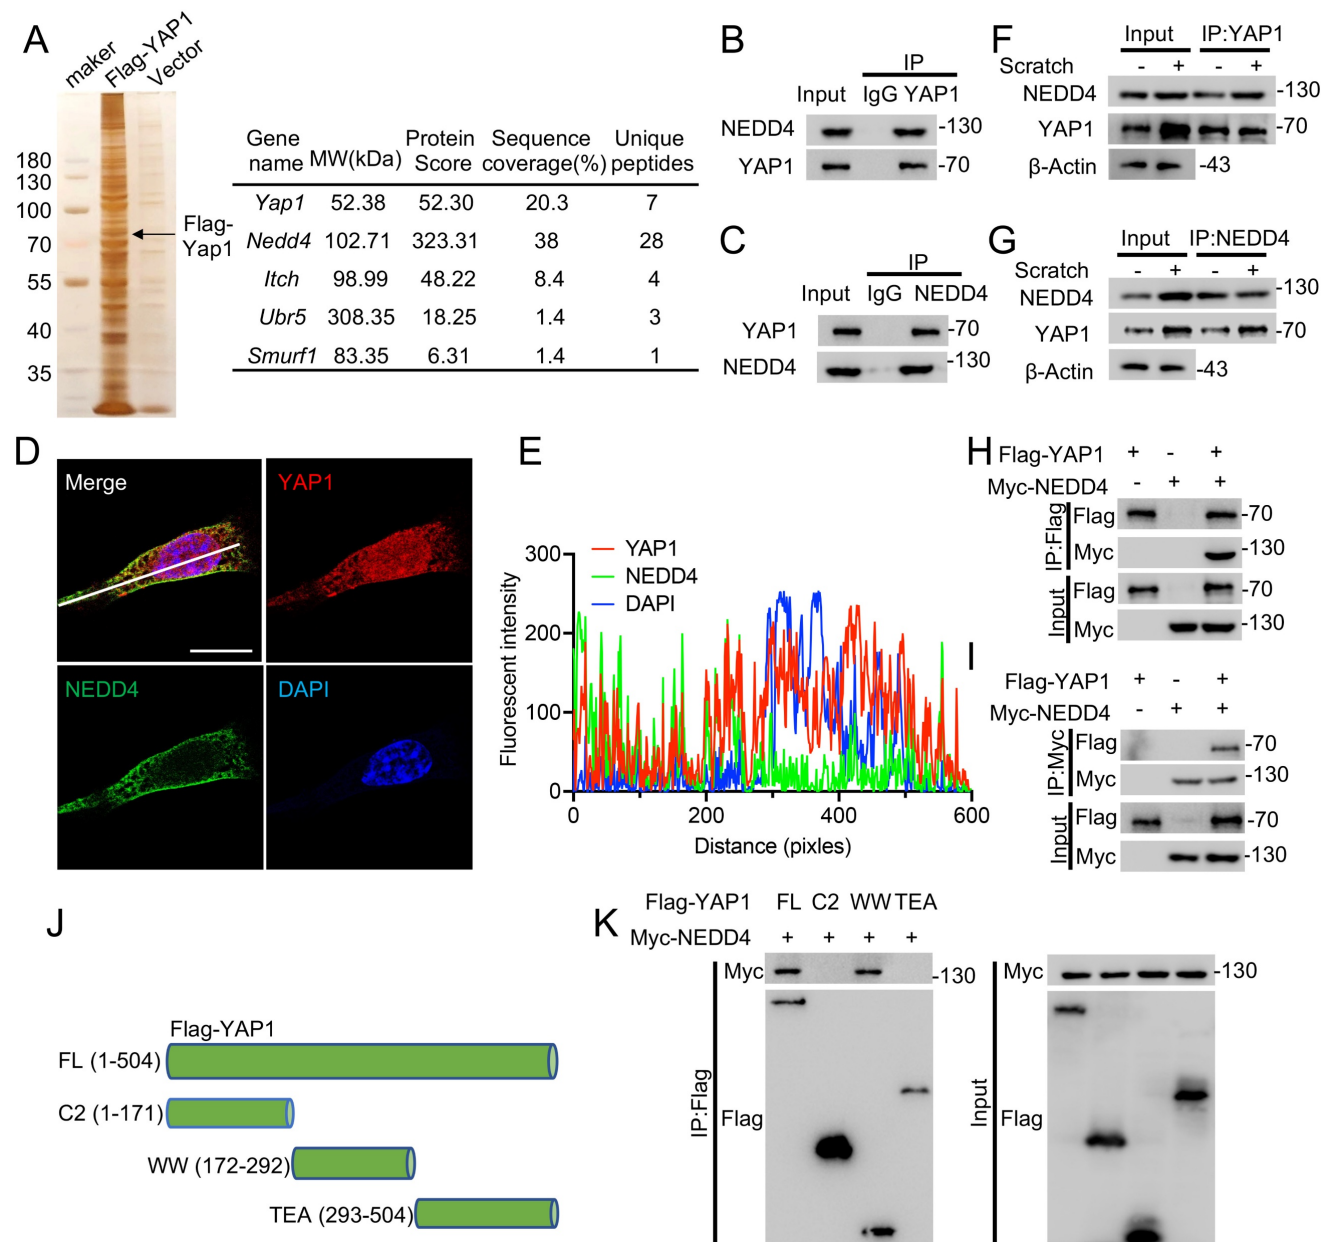 A
maker
Flag-YAP1
Vector
180
130
100
70
55
40
35
Flag-
Yap1
Gene name MW(kDa) Protein Score Sequence coverage(%) Unique peptides
Yap1 52.38 52.30 20.3 7
Nedd4 102.71 323.31 38 28
Itch 98.99 48.22 8.4 4
Ubr5 308.35 18.25 1.4 3
Smurf1 83.35 6.31 1.4 1
B
IP
Input IgG YAP1
NEDD4 -130
YAP1 -70
C
IP
Input IgG NEDD4
YAP1 -70
NEDD4 -130
F
Input IP:YAP1
Scratch - + - +
NEDD4 -130
YAP1 -70
β-Actin -43
G
Input IP:NEDD4
Scratch - + - +
NEDD4 -130
YAP1 -70
β-Actin -43
D
Merge
YAP1
NEDD4
DAPI
E
YAP1
NEDD4
DAPI
Fluorescent intensity
300
200
100
0
0 200 400 600
Distance (pixles)
H
Flag-YAP1 + - +
Myc-NEDD4 - + +
IP:Flag
Flag -70
Myc -130
Input
Flag -70
Myc -130
I
Flag-YAP1 + - +
Myc-NEDD4 - + +
IP:Myc
Flag -70
Myc -130
Input
Flag -70
Myc -130
J
Flag-YAP1
FL (1-504)
C2 (1-171)
WW (172-292)
TEA (293-504)
K
Flag-YAP1 FL C2 WW TEA
Myc-NEDD4 + + + +
IP:Flag
Myc -130
Flag
Input
Myc -130
Flag